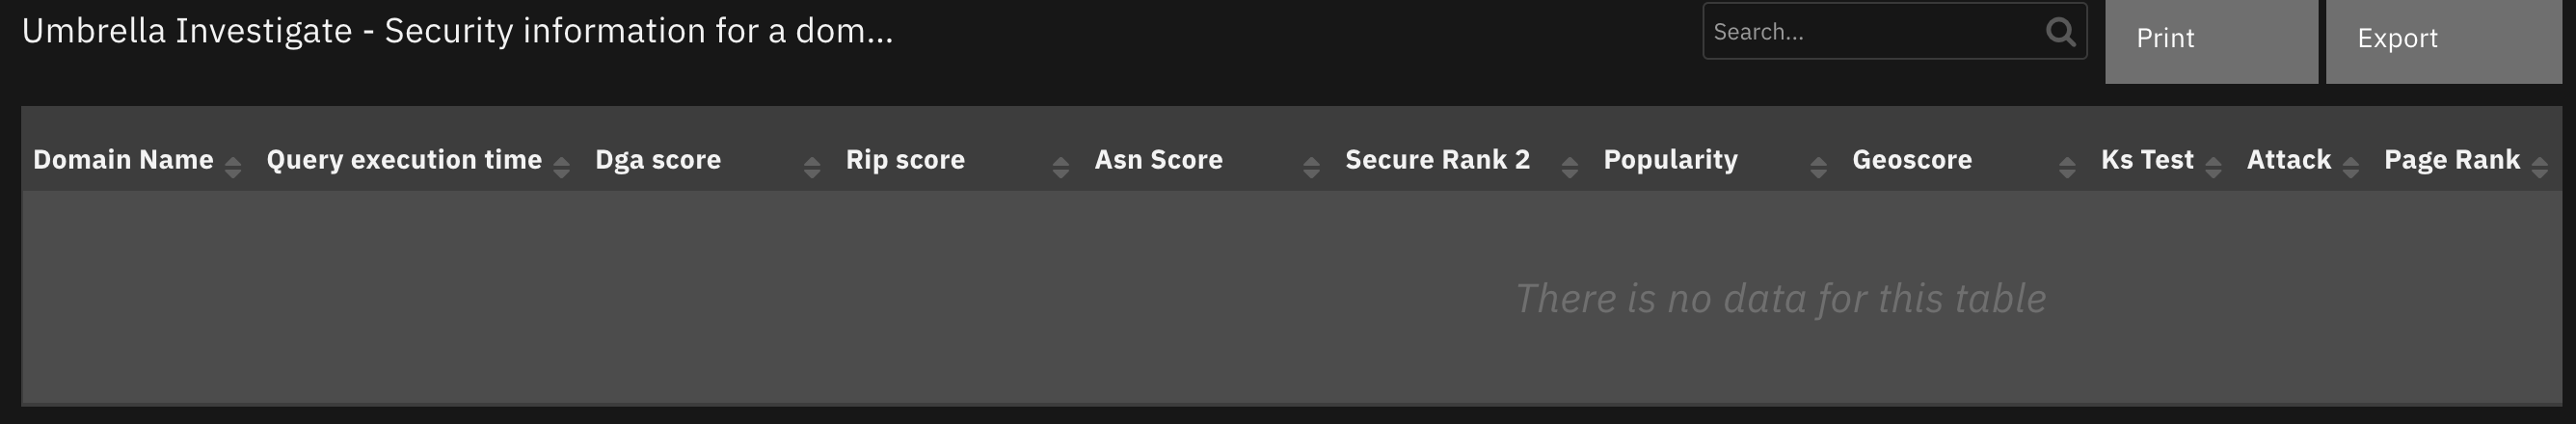 Umbrella Investigate - Security information for a dom...
Search...
Print
Export
Domain Name Query execution time Dga score Rip score Asn Score Secure Rank 2 Popularity Geoscore Ks Test Attack Page Rank
There is no data for this table